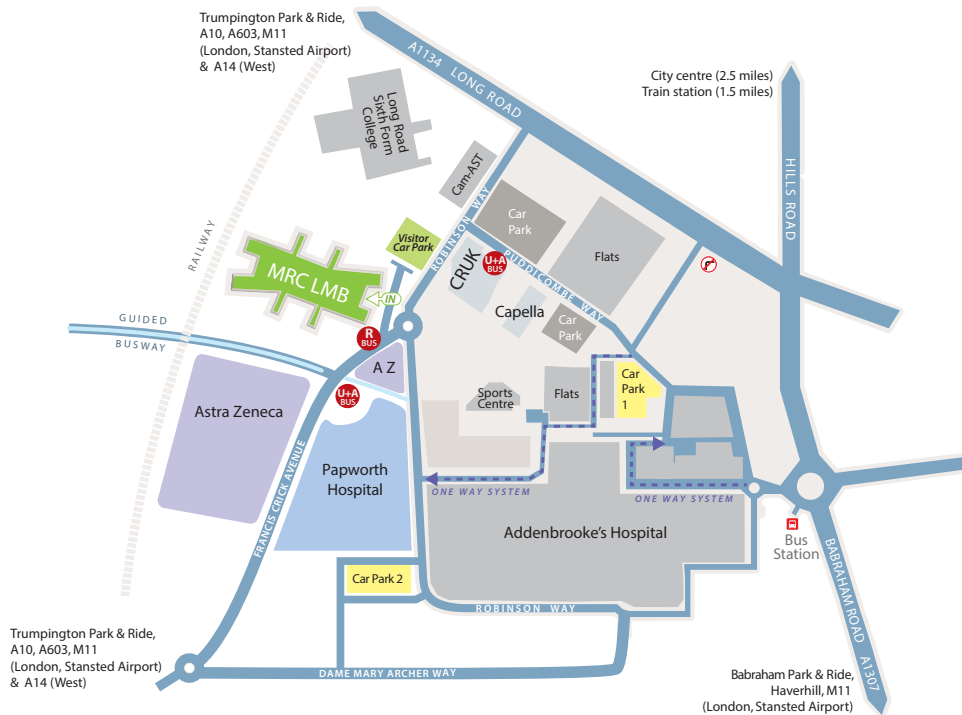 Trumpington Park & Ride,
A10, A603, M11
(London, Stansted Airport)
& A14 (West)
A1134 LONG ROAD
City centre (2.5 miles)
Train station (1.5 miles)
HILLS ROAD
Long Road
Sixth Form
College
Cam-AST
ROBINSON WAY
Car
Park
Flats
Visitor
Car Park
RAILWAY
MRC LMB
IN
CRUK
U+A
BUS
PUDDICOMBE WAY
Capella
Car
Park
GUIDED
BUSWAY
R
BUS
A Z
U+A
BUS
Astra Zeneca
Sports
Centre
Flats
Car
Park
1
Papworth
Hospital
FRANCIS CRICK AVENUE
ONE WAY SYSTEM
ONE WAY SYSTEM
Addenbrooke's Hospital
Bus
Station
BABRAHAM ROAD A1307
Car Park 2
ROBINSON WAY
Trumpington Park & Ride,
A10, A603, M11
(London, Stansted Airport)
& A14 (West)
DAME MARY ARCHER WAY
Babraham Park & Ride,
Haverhill, M11
(London, Stansted Airport)